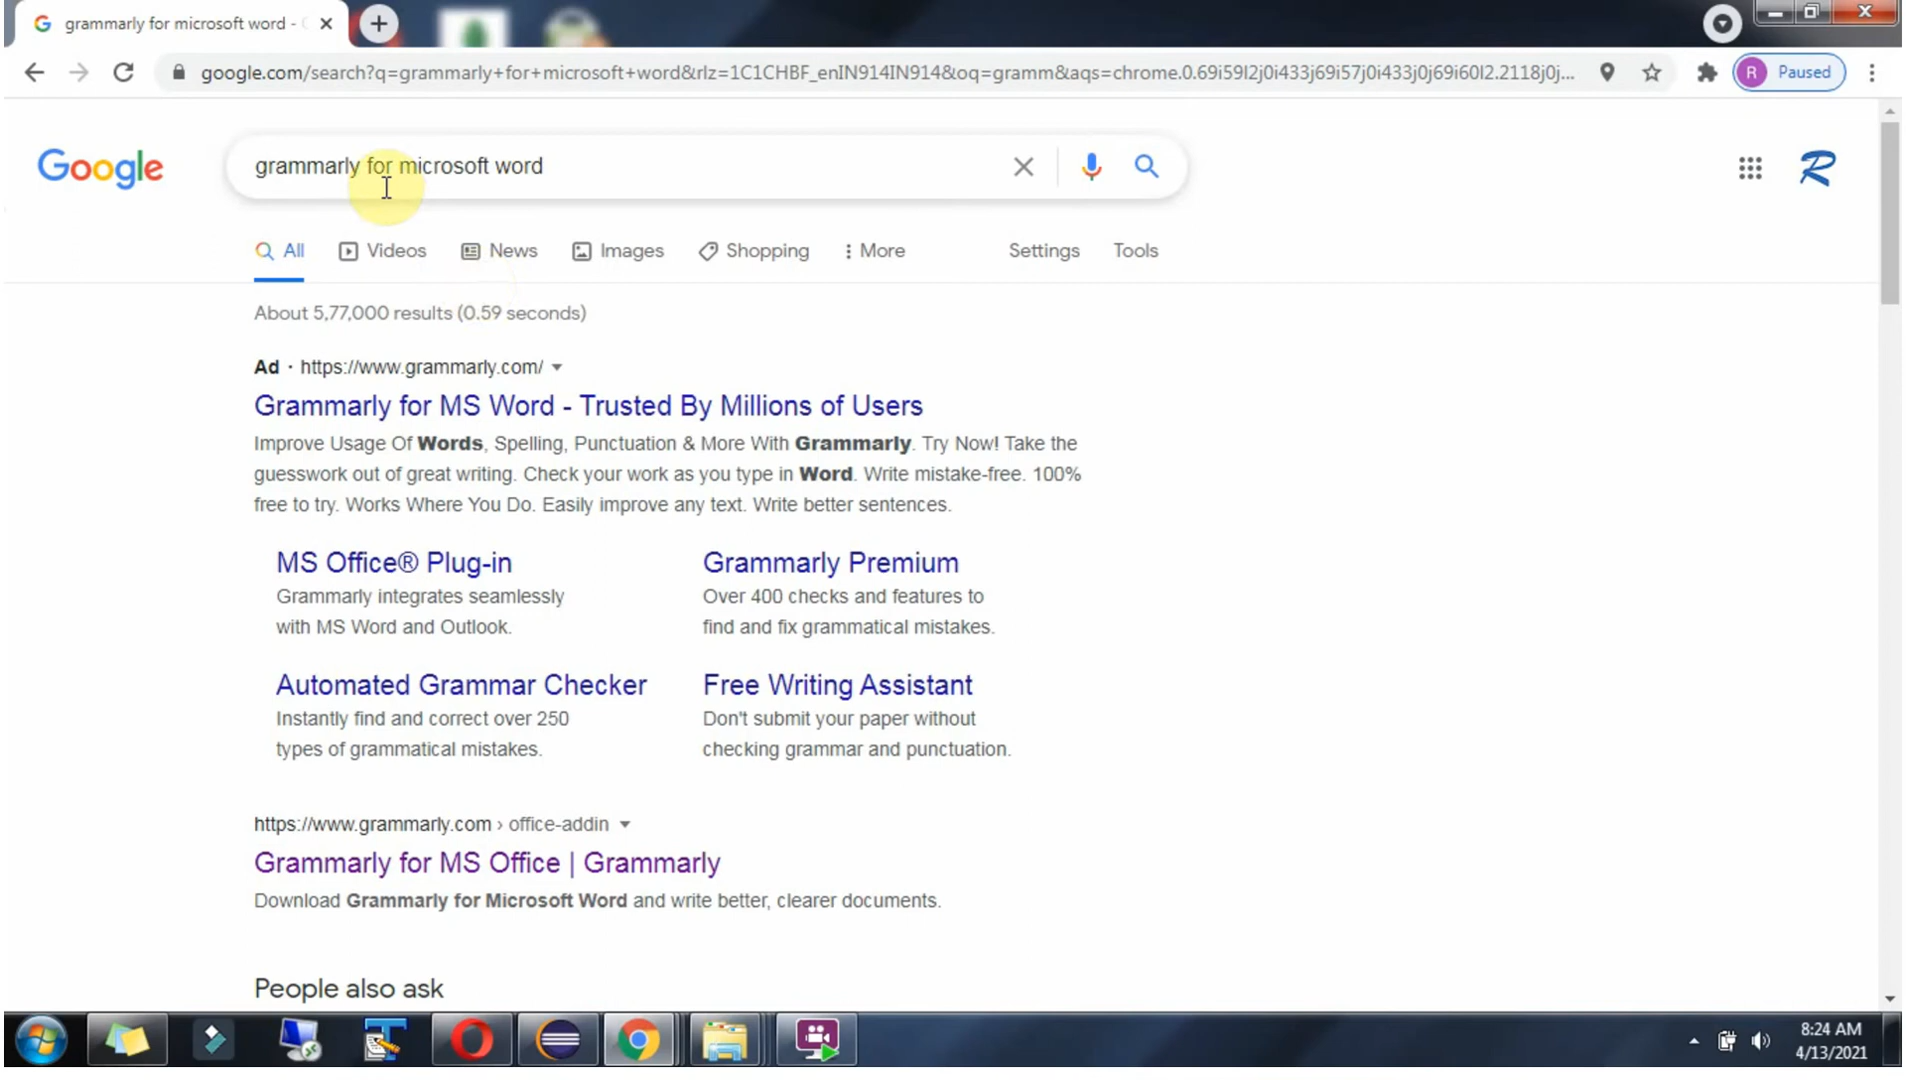 grammarly for microsoft word -
google.com/search?q=grammarly+for+microsoft+word&rlz=1C1CHBF_enIN914IN914&oq=gramm&aqs=chrome.0.69i59l2j0i433j69i57j0i433j0j69i60l2.2118j0j...
R Paused
Google
grammarly for microsoft word
All Videos News Images Shopping More Settings Tools
About 5,77,000 results (0.59 seconds)
Ad · https://www.grammarly.com/
Grammarly for MS Word - Trusted By Millions of Users
Improve Usage Of Words, Spelling, Punctuation & More With Grammarly. Try Now! Take the
guesswork out of great writing. Check your work as you type in Word. Write mistake-free. 100%
free to try. Works Where You Do. Easily improve any text. Write better sentences.
MS Office® Plug-in
Grammarly integrates seamlessly
with MS Word and Outlook.
Grammarly Premium
Over 400 checks and features to
find and fix grammatical mistakes.
Automated Grammar Checker
Instantly find and correct over 250
types of grammatical mistakes.
Free Writing Assistant
Don't submit your paper without
checking grammar and punctuation.
https://www.grammarly.com › office-addin
Grammarly for MS Office | Grammarly
Download Grammarly for Microsoft Word and write better, clearer documents.
People also ask
8:24 AM
4/13/2021